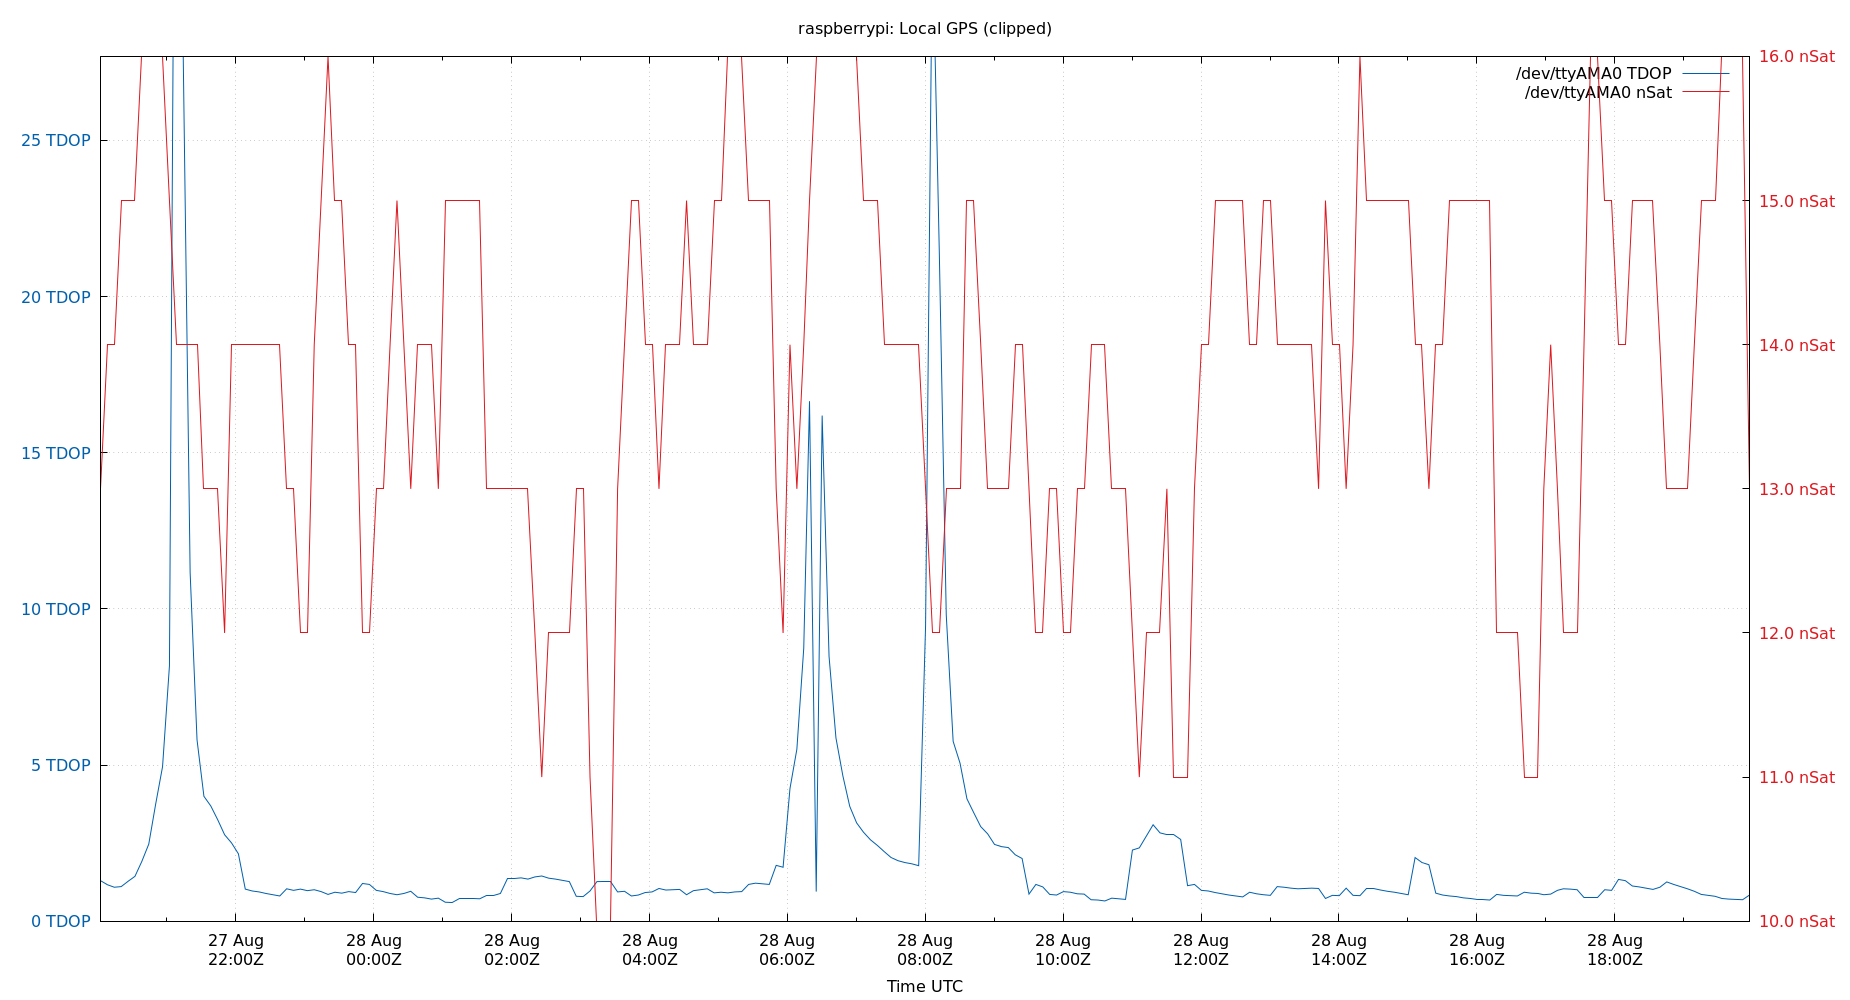 raspberrypi: Local GPS (clipped)
/dev/ttyAMA0 TDOP
/dev/ttyAMA0 nSat
25 TDOP
20 TDOP
15 TDOP
10 TDOP
5 TDOP
0 TDOP
16.0 nSat
15.0 nSat
14.0 nSat
13.0 nSat
12.0 nSat
11.0 nSat
10.0 nSat
27 Aug 28 Aug 28 Aug 28 Aug 28 Aug 28 Aug 28 Aug 28 Aug 28 Aug 28 Aug 28 Aug
22:00Z 00:00Z 02:00Z 04:00Z 06:00Z 08:00Z 10:00Z 12:00Z 14:00Z 16:00Z 18:00Z
Time UTC